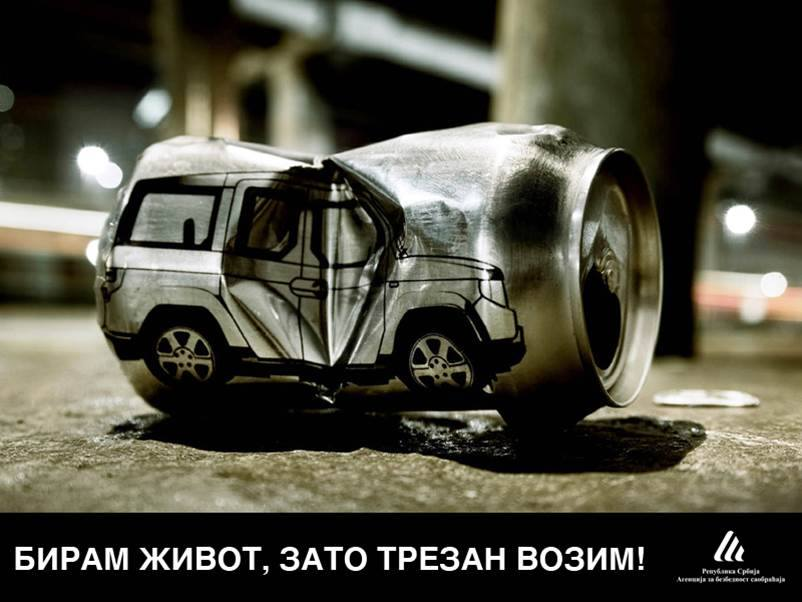 БИРАМ ЖИВОТ, ЗАТО ТРЕЗАН ВОЗИМ!
Република Србија
Агенција за безбедност саобраћаја